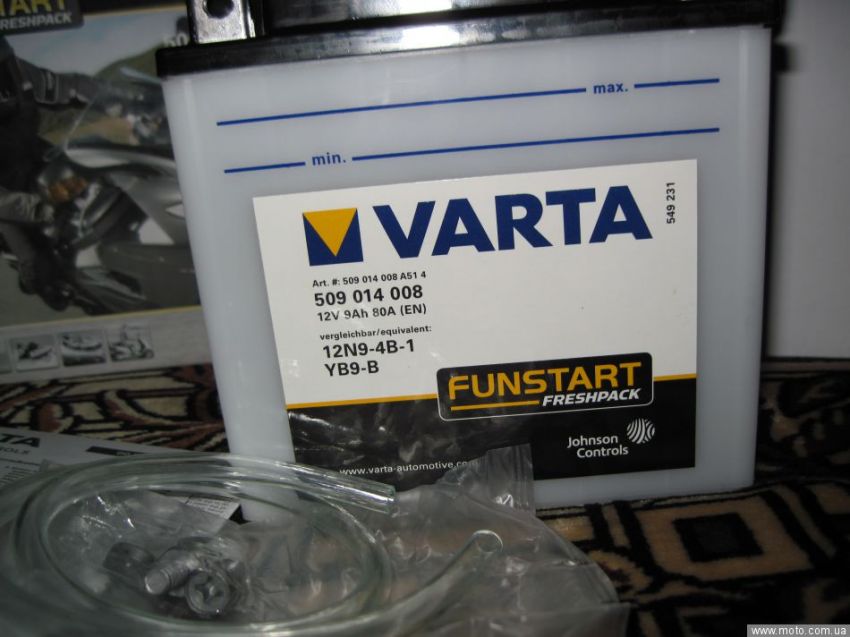 START
FRESHPACK
max.
min.
VARTA
549 231
Art. #: 509 014 008 A51 4
509 014 008
12V 9Ah 80A (EN)
vergleichbar/equivalent:
12N9-4B-1
YB9-B
FUNSTART
FRESHPACK
Johnson
Controls
www.varta-automotive.com
www.moto.com.ua